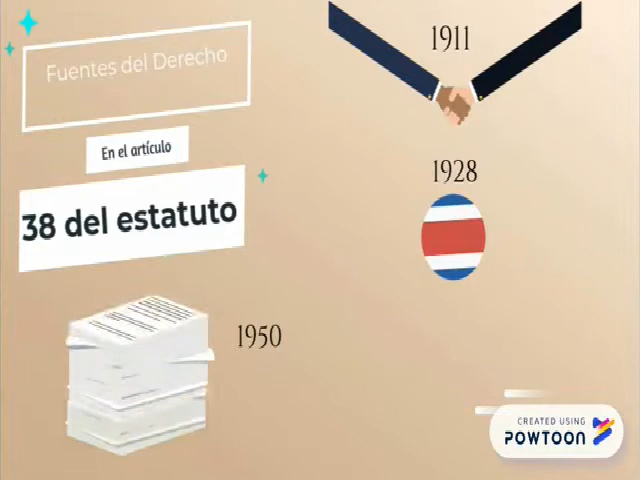 Fuentes del Derecho
En el artículo
38 del estatuto
1950
1911
1928
CREATED USING
POWTOON